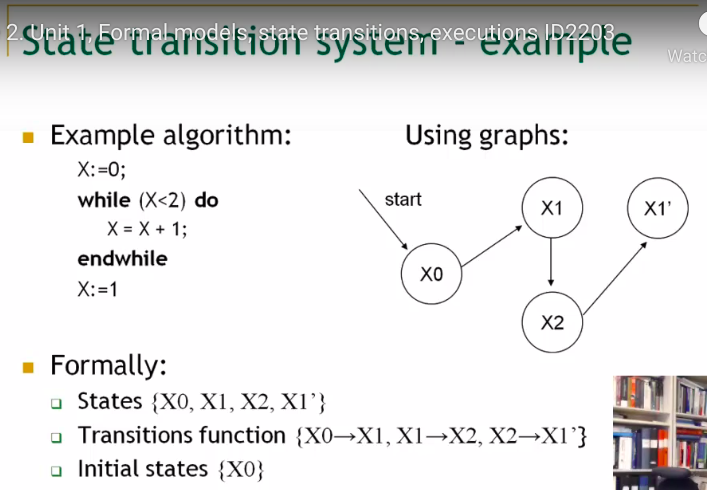 2. Unit 1, Formal models, state transitions, executions ID2203
State transition system - example
Watc
■ Example algorithm:
X:=0;
while (X<2) do
X = X + 1;
endwhile
X:=1
Using graphs:
start
X0
X1
X2
X1’
■ Formally:
❑ States {X0, X1, X2, X1’}
❑ Transitions function {X0→X1, X1→X2, X2→X1’}
❑ Initial states {X0}